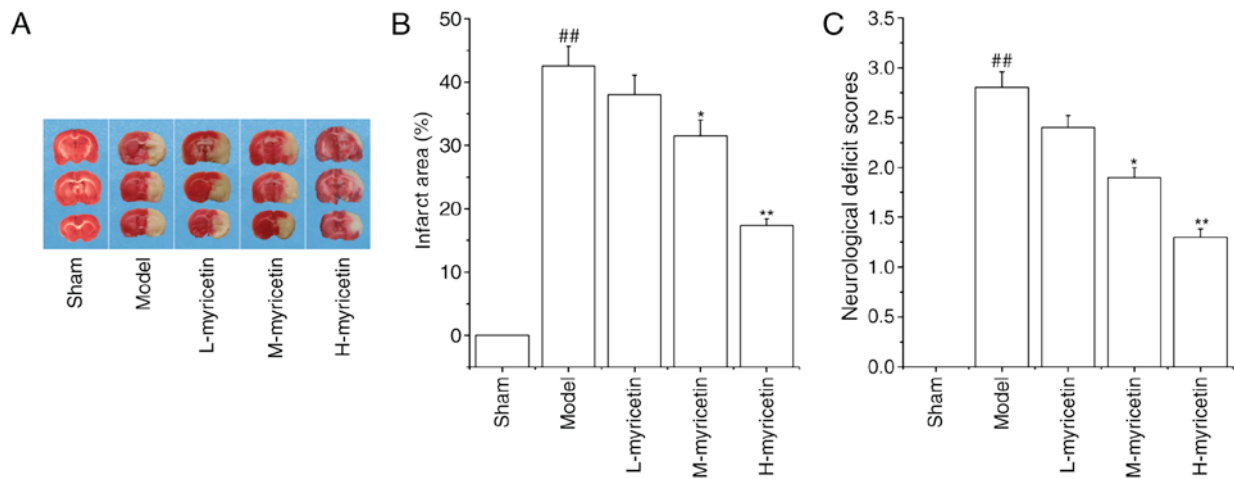 A
Sham
Model
L-myricetin
M-myricetin
H-myricetin
B
Infarct area (%)
50
40
30
20
10
0
##
*
**
Sham
Model
L-myricetin
M-myricetin
H-myricetin
C
Neurological deficit scores
3.5
3.0
2.5
2.0
1.5
1.0
0.5
0.0
##
*
**
Sham
Model
L-myricetin
M-myricetin
H-myricetin